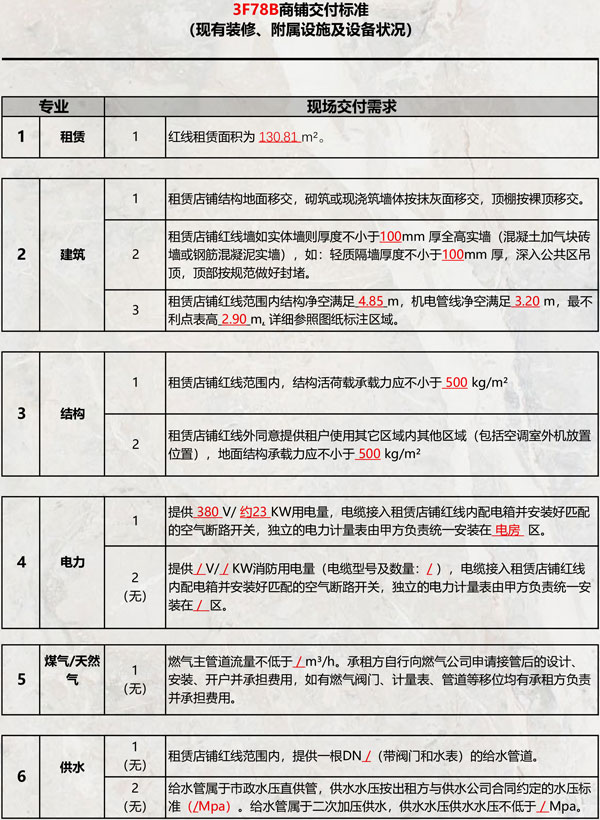 3F78B商铺交付标准
（现有装修、附属设施及设备状况）
专业 现场交付需求
1 租赁 1 红线租赁面积为 130.81 m²。
2 建筑
1 租赁店铺结构地面移交，砌筑或现浇筑墙体按抹灰面移交，顶棚按裸顶移交。
2 租赁店铺红线墙如实体墙则厚度不小于100mm 厚全高实墙（混凝土加气块砖
墙或钢筋混凝泥实墙），如：轻质隔墙厚度不小于100mm 厚，深入公共区吊
顶，顶部按规范做好封堵。
3 租赁店铺红线范围内结构净空满足 4.85 m，机电管线净空满足 3.20 m，最不
利点表高 2.90 m, 详细参照图纸标注区域。
3 结构
1 租赁店铺红线范围内，结构活荷载承载力应不小于 500 kg/m²
2 租赁店铺红线外同意提供租户使用其它区域内其他区域（包括空调室外机放置
位置），地面结构承载力应不小于 500 kg/m²
4 电力
1 提供 380 V/ 约23 KW用电量，电缆接入租赁店铺红线内配电箱并安装好匹配
的空气断路开关，独立的电力计量表由甲方负责统一安装在 电房 区。
2
（无）
提供 / V/ / KW消防用电量（电缆型号及数量：/ ），电缆接入租赁店铺红线
内配电箱并安装好匹配的空气断路开关，独立的电力计量表由甲方负责统一安
装在 / 区。
5 煤气/天然
气
1
（无）
燃气主管道流量不低于 / m³/h。承租方自行向燃气公司申请接管后的设计、
安装、开户并承担费用，如有燃气阀门、计量表、管道等移位均有承租方负责
并承担费用。
6 供水
1
（无）
租赁店铺红线范围内，提供一根DN /（带阀门和水表）的给水管道。
2
（无）
给水管属于市政水压直供管，供水水压按出租方与供水公司合同约定的水压标
准（/Mpa）。给水管属于二次加压供水，供水水压供水水压不低于 / Mpa。